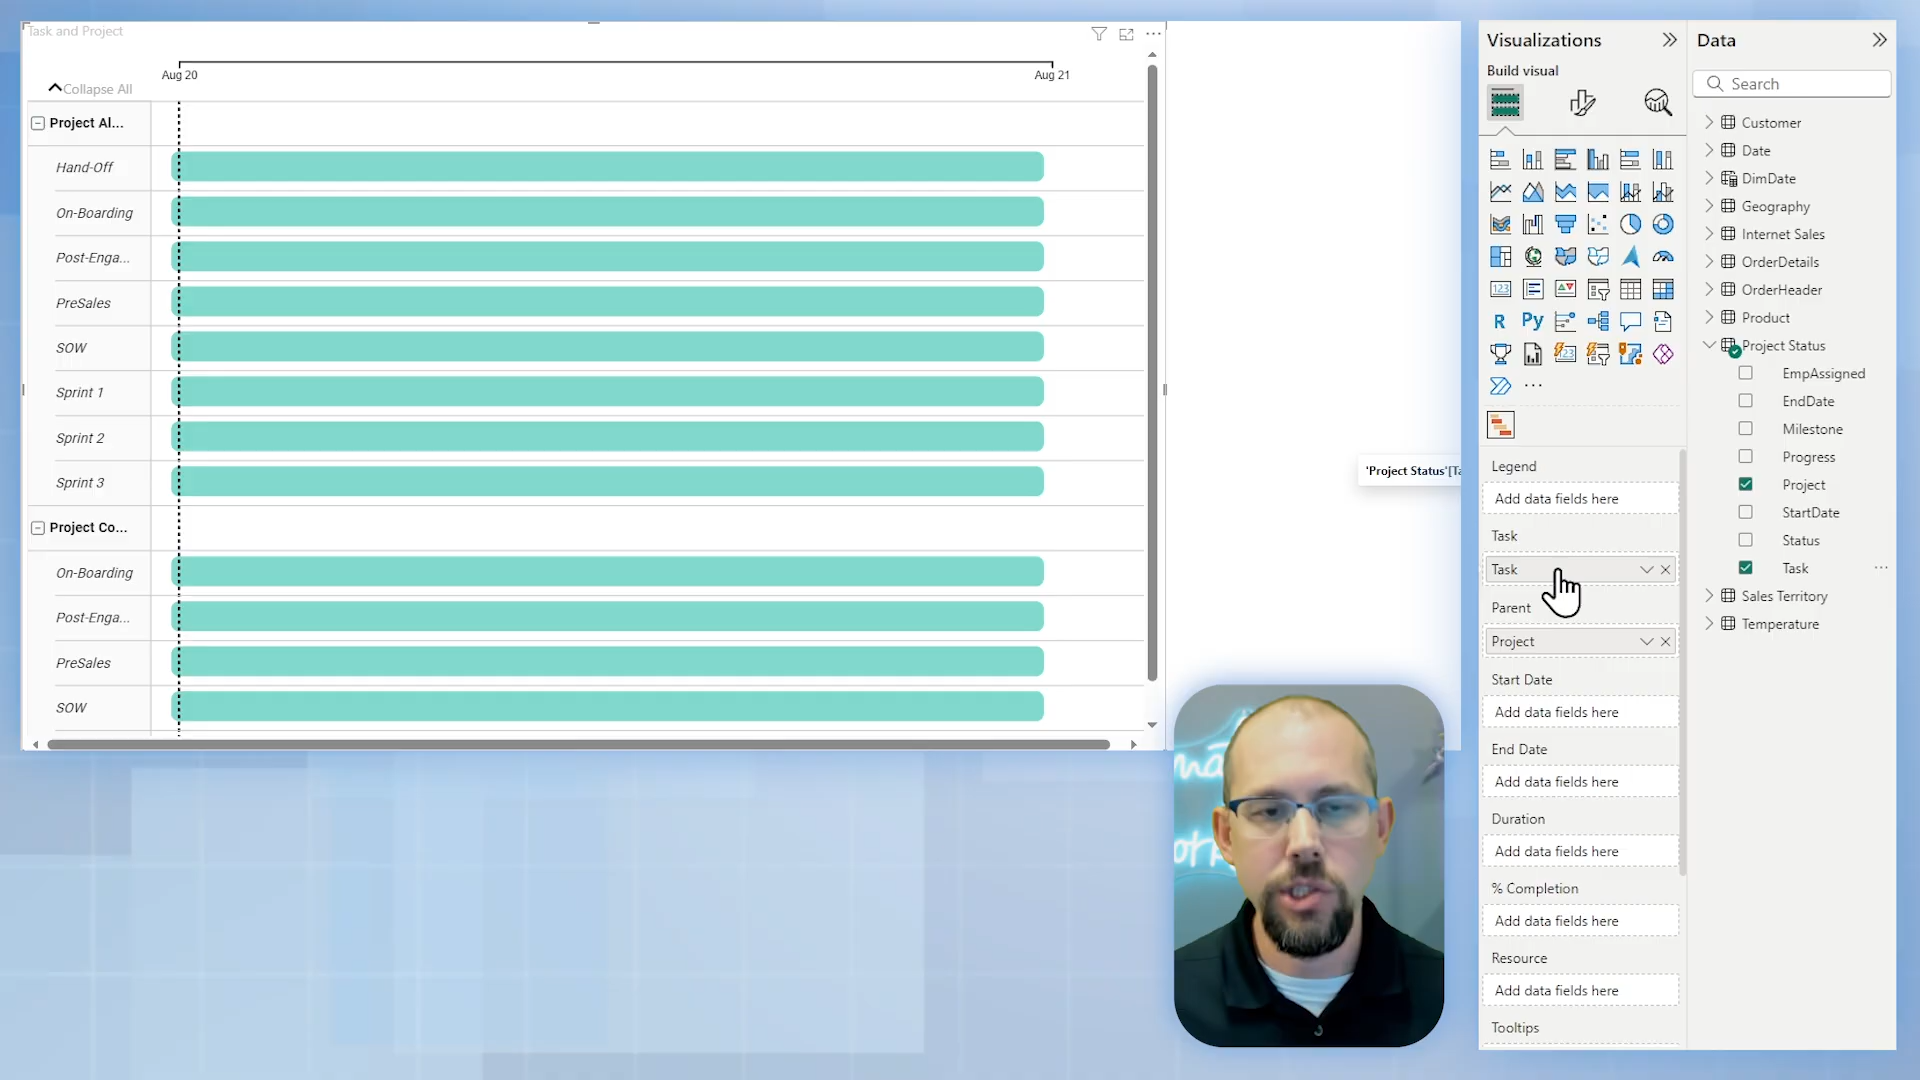 Task and Project
Aug 20
Aug 21
Collapse All
Project Al...
Hand-Off
On-Boarding
Post-Enga...
PreSales
SOW
Sprint 1
Sprint 2
Sprint 3
Project Co...
On-Boarding
Post-Enga...
PreSales
SOW
'Project Status'[Ta
Visualizations
Build visual
123
R
Py
123
Legend
Add data fields here
Task
Task
Parent
Project
Start Date
Add data fields here
End Date
Add data fields here
Duration
Add data fields here
% Completion
Add data fields here
Resource
Add data fields here
Tooltips
Data
Search
Customer
Date
DimDate
Geography
Internet Sales
OrderDetails
OrderHeader
Product
Project Status
EmpAssigned
EndDate
Milestone
Progress
Project
StartDate
Status
Task
Sales Territory
Temperature